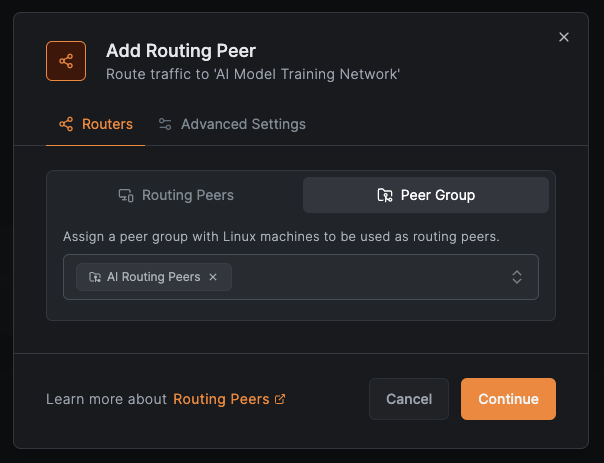 Add Routing Peer
Route traffic to 'AI Model Training Network'
Routers
Advanced Settings
Routing Peers
Peer Group
Assign a peer group with Linux machines to be used as routing peers.
AI Routing Peers
Learn more about Routing Peers
Cancel
Continue